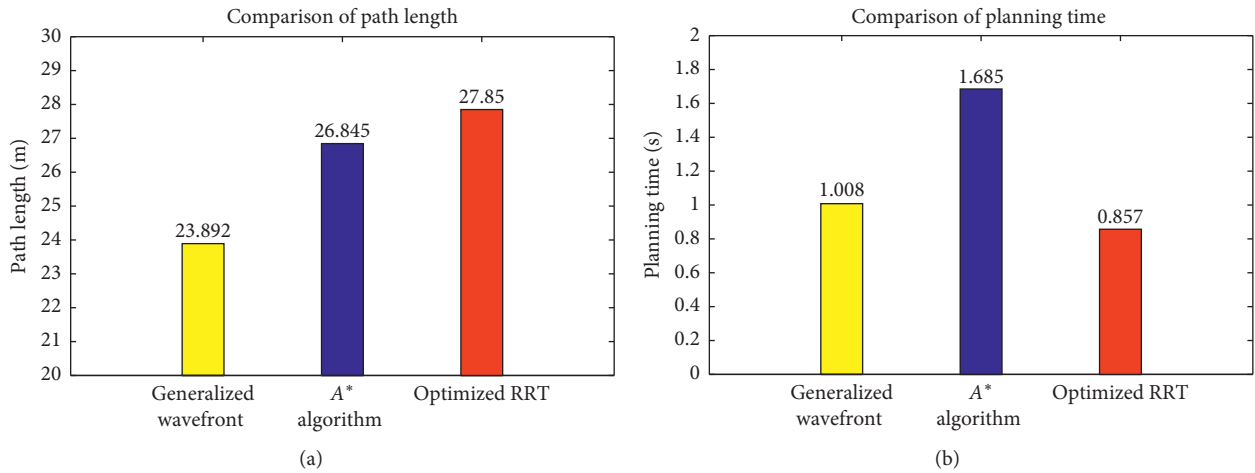 Comparison of path length
30
29
28
27
26
25
24
23
22
21
20
Path length (m)
23.892
26.845
27.85
Generalized
wavefront
A*
algorithm
Optimized RRT
(a)
Comparison of planning time
2
1.8
1.6
1.4
1.2
1
0.8
0.6
0.4
0.2
0
Planning time (s)
1.008
1.685
0.857
Generalized
wavefront
A*
algorithm
Optimized RRT
(b)